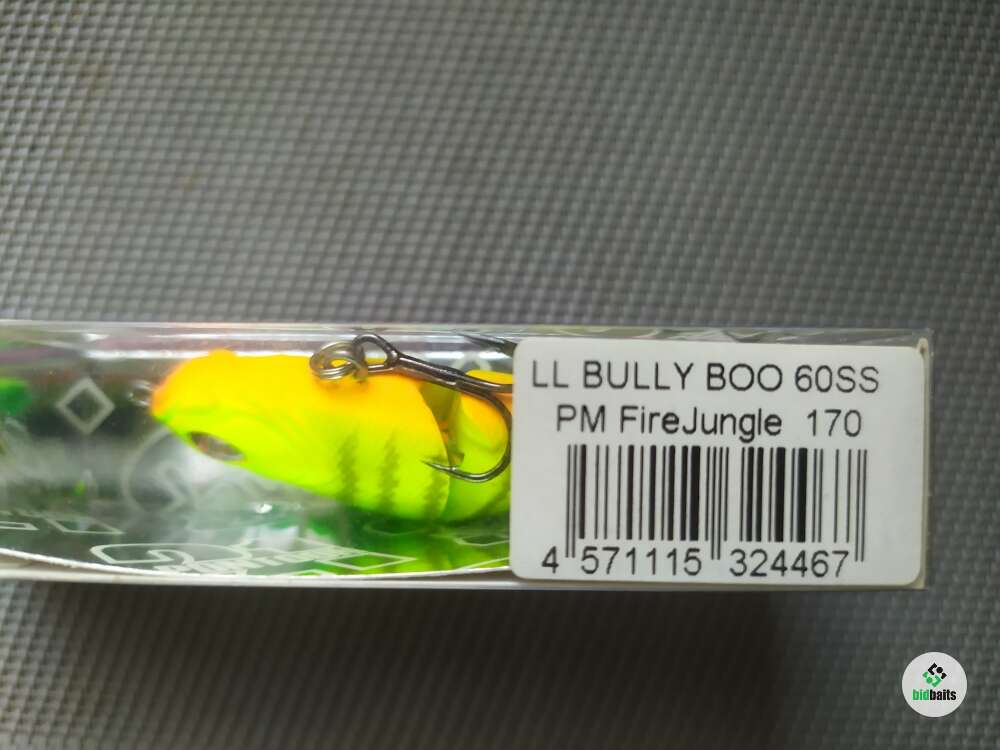 LL BULLY BOO 60SS
PM FireJungle 170
4 571115 324467
bidbaits